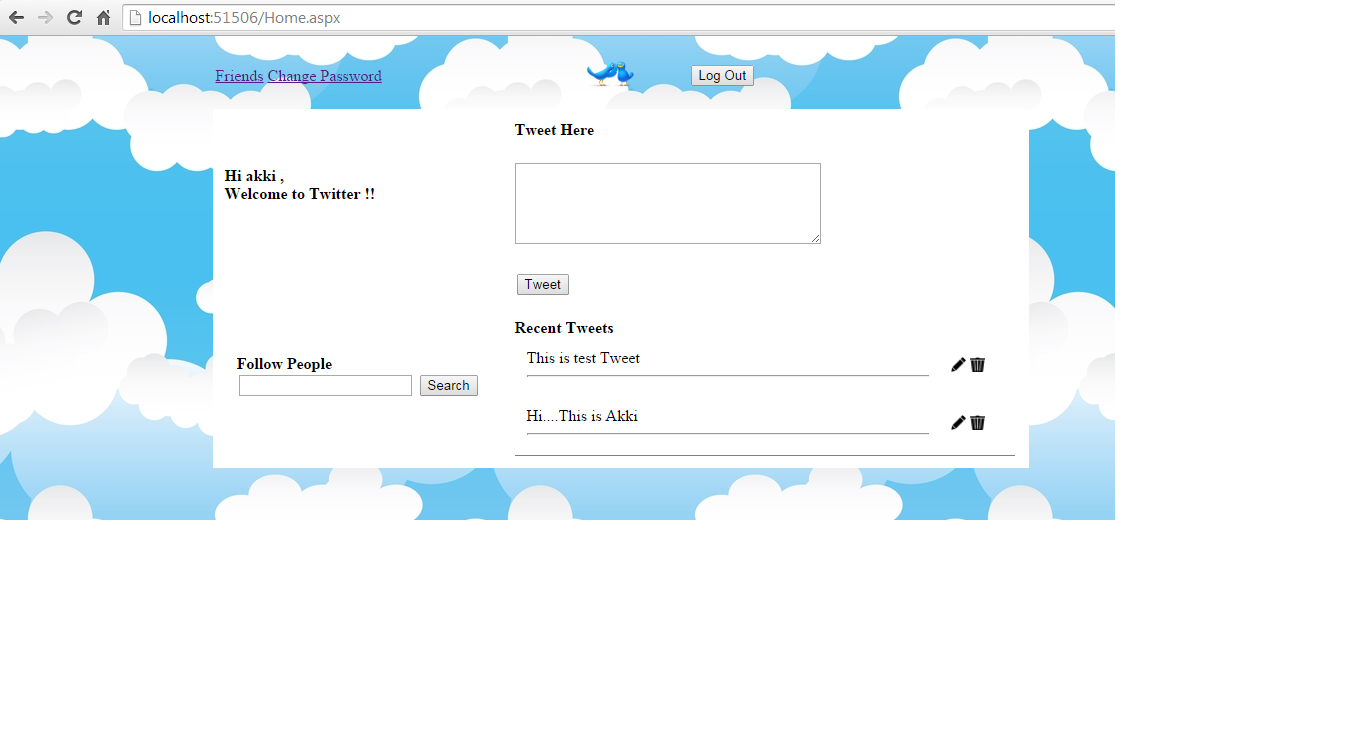 localhost:51506/Home.aspx
Friends Change Password
Log Out
Tweet Here
Hi akki ,
Welcome to Twitter !!
Tweet
Recent Tweets
This is test Tweet
Follow People
Search
Hi....This is Akki